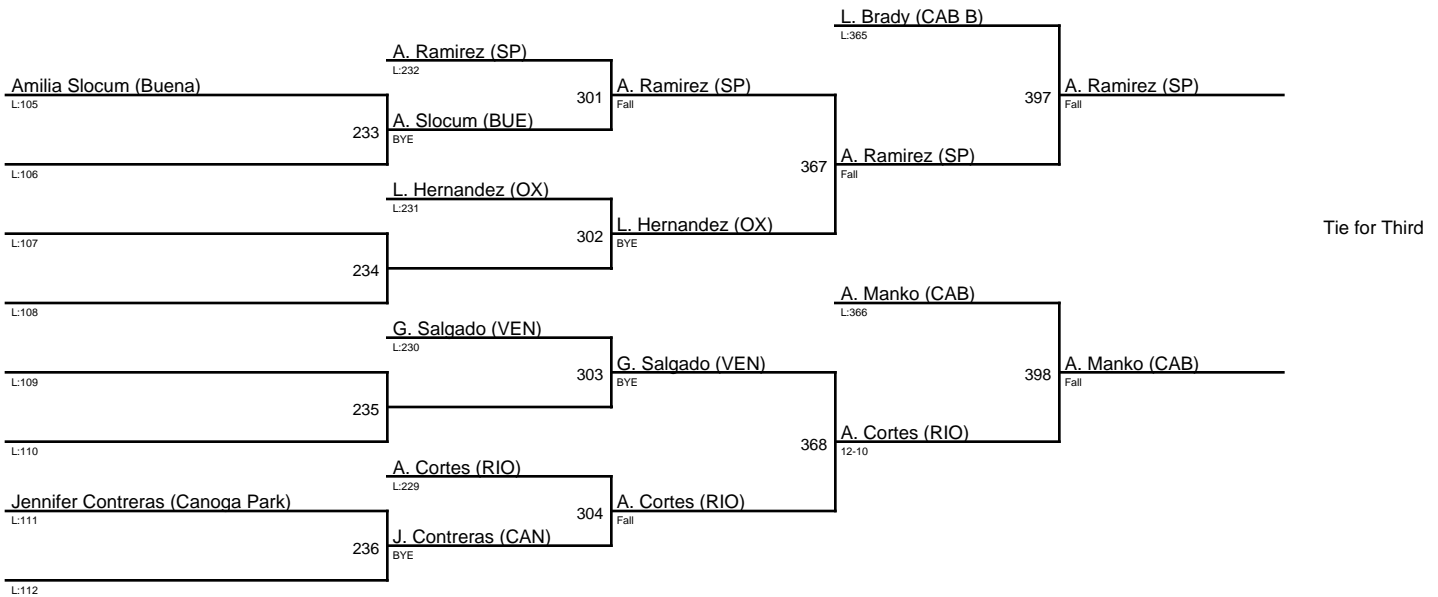 L. Brady (CAB B)
L:365
A. Ramirez (SP)
L:232
Amilia Slocum (Buena)
L:105
301
A. Ramirez (SP)
Fall
397
A. Ramirez (SP)
Fall
233
A. Slocum (BUE)
BYE
L:106
367
A. Ramirez (SP)
Fall
L. Hernandez (OX)
L:231
L:107
302
L. Hernandez (OX)
BYE
Tie for Third
234
L:108
A. Manko (CAB)
L:366
G. Salgado (VEN)
L:230
L:109
303
G. Salgado (VEN)
BYE
398
A. Manko (CAB)
Fall
235
L:110
368
A. Cortes (RIO)
12-10
A. Cortes (RIO)
L:229
Jennifer Contreras (Canoga Park)
L:111
304
A. Cortes (RIO)
Fall
236
J. Contreras (CAN)
BYE
L:112